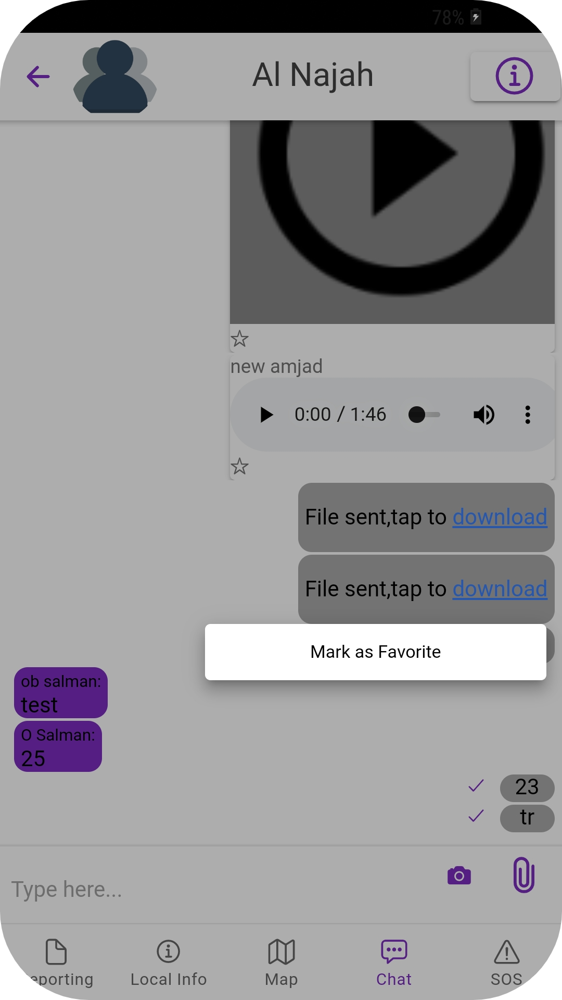 78%
Al Najah
new amjad
0:00 / 1:46
File sent,tap to download
File sent,tap to download
Mark as Favorite
ob salman:
test
O Salman:
25
23
tr
Type here...
eporting
Local Info
Map
Chat
SOS